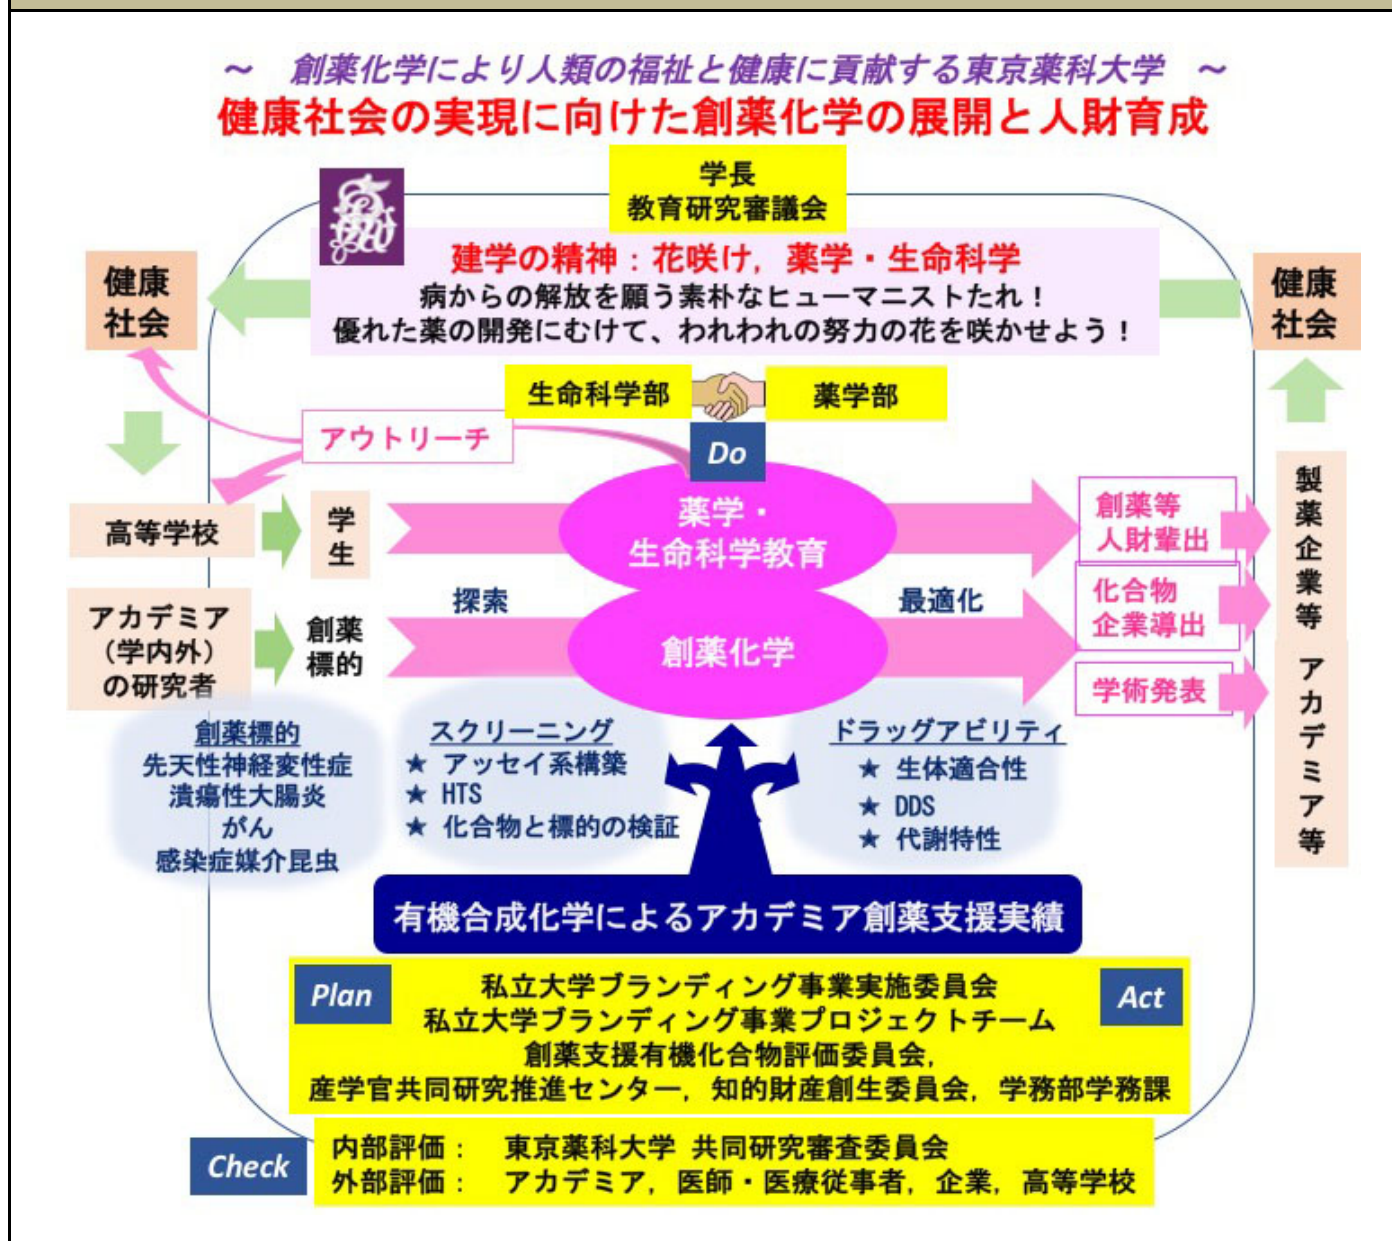 ～ 創薬化学により人類の福祉と健康に貢献する東京薬科大学 ～
健康社会の実現に向けた創薬化学の展開と人財育成
学長
教育研究審議会
建学の精神：花咲け，薬学・生命科学
病からの解放を願う素朴なヒューマニストたれ！
優れた薬の開発にむけて、われわれの努力の花を咲かせよう！
健康
社会
健康
社会
生命科学部
薬学部
アウトリーチ
Do
高等学校
学
生
薬学・
生命科学教育
創薬等
人財輩出
製薬企業等
アカデミア
（学内外）
の研究者
創薬
標的
探索
創薬化学
最適化
化合物
企業導出
学術発表
アカデミア等
創薬標的
先天性神経変性症
潰瘍性大腸炎
がん
感染症媒介昆虫
スクリーニング
★ アッセイ系構築
★ HTS
★ 化合物と標的の検証
ドラッグアビリティ
★ 生体適合性
★ DDS
★ 代謝特性
有機合成化学によるアカデミア創薬支援実績
Plan
Act
私立大学ブランディング事業実施委員会
私立大学ブランディング事業プロジェクトチーム
創薬支援有機化合物評価委員会，
産学官共同研究推進センター，知的財産創生委員会，学務部学務課
Check
内部評価： 東京薬科大学 共同研究審査委員会
外部評価： アカデミア，医師・医療従事者，企業，高等学校